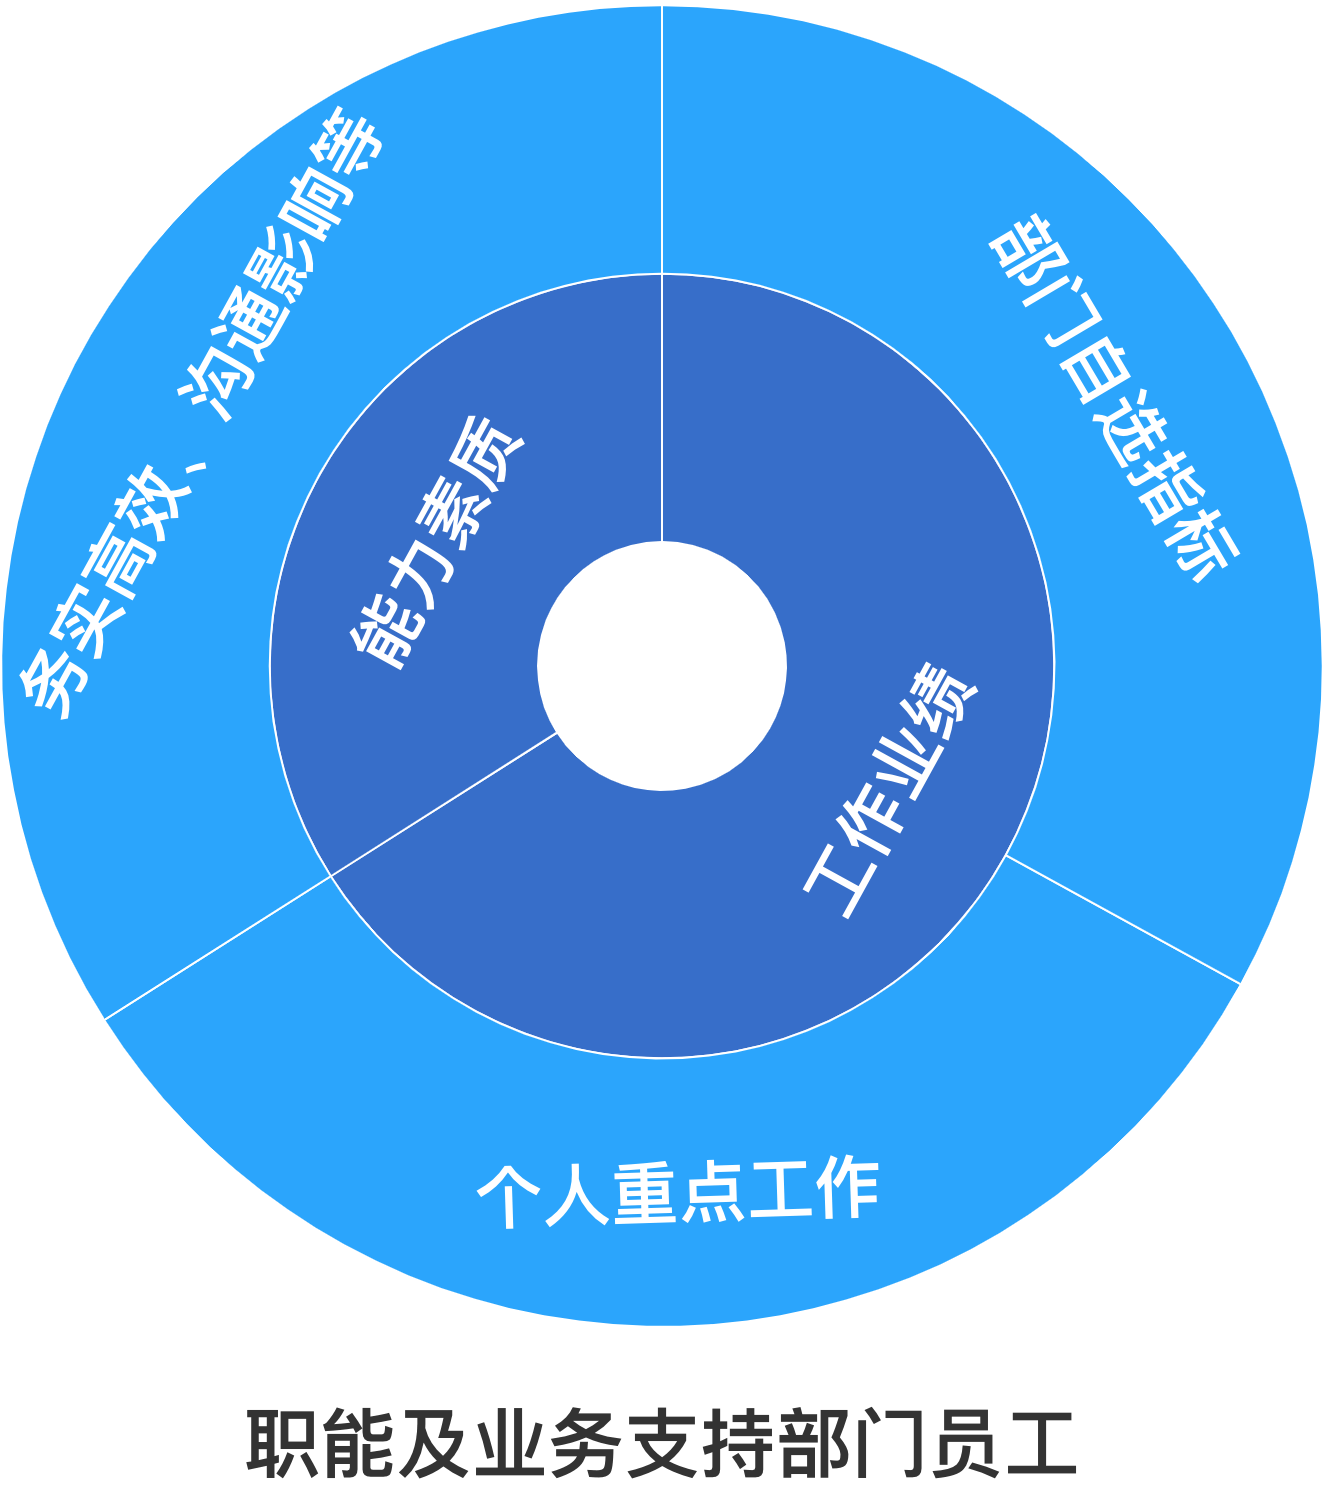 务实高效、沟通影响等
部门自选指标
能力素质
工作业绩
个人重点工作
职能及业务支持部门员工